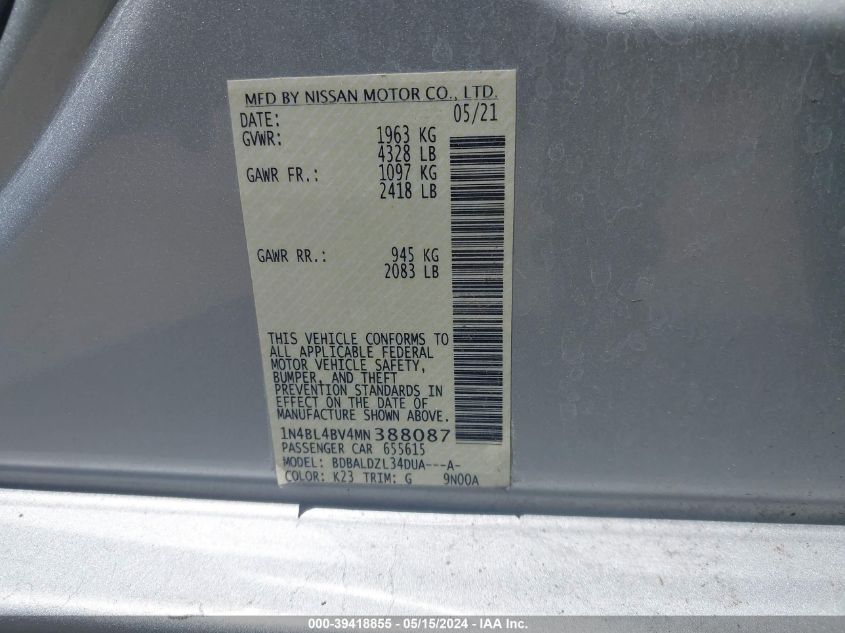 MFD BY NISSAN MOTOR CO., LTD.
DATE: 05/21
GVWR: 1963 KG
4328 LB
GAWR FR.: 1097 KG
2418 LB
GAWR RR.: 945 KG
2083 LB
THIS VEHICLE CONFORMS TO
ALL APPLICABLE FEDERAL
MOTOR VEHICLE SAFETY,
BUMPER, AND THEFT
PREVENTION STANDARDS IN
EFFECT ON THE DATE OF
MANUFACTURE SHOWN ABOVE.
1N4BL4BV4MN388087
PASSENGER CAR 655615
MODEL: BDBALDZL34DUA---A-
COLOR: K23 TRIM: G 9N00A
000-39418855 - 05/15/2024 - IAA Inc.